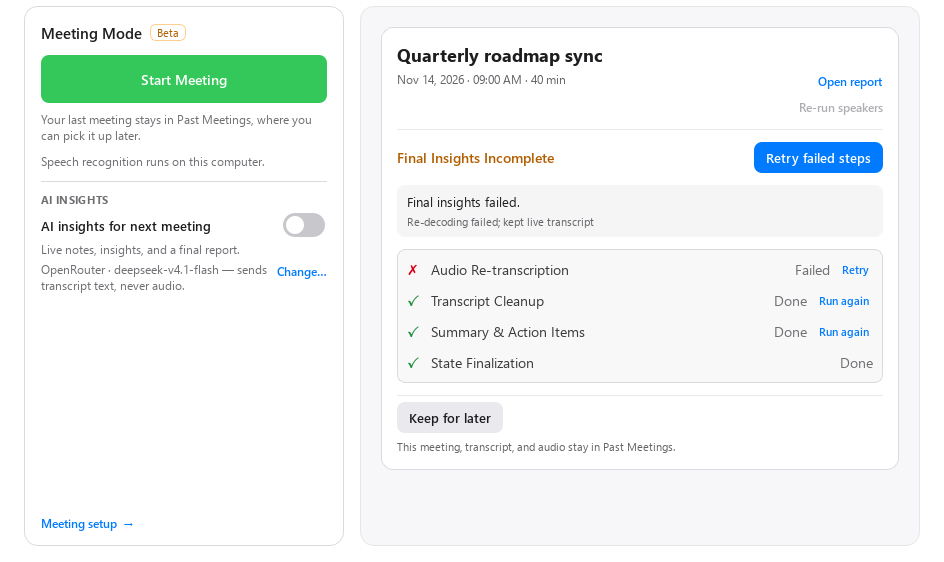 Meeting Mode Beta
Start Meeting
Your last meeting stays in Past Meetings, where you
can pick it up later.
Speech recognition runs on this computer.
AI INSIGHTS
AI insights for next meeting
Live notes, insights, and a final report.
OpenRouter · deepseek-v4.1-flash — sends
transcript text, never audio.
Change...
Meeting setup →
Quarterly roadmap sync
Nov 14, 2026 · 09:00 AM · 40 min
Open report
Re-run speakers
Final Insights Incomplete
Retry failed steps
Final insights failed.
Re-decoding failed; kept live transcript
✗ Audio Re-transcription Failed Retry
✓ Transcript Cleanup Done Run again
✓ Summary & Action Items Done Run again
✓ State Finalization Done
Keep for later
This meeting, transcript, and audio stay in Past Meetings.